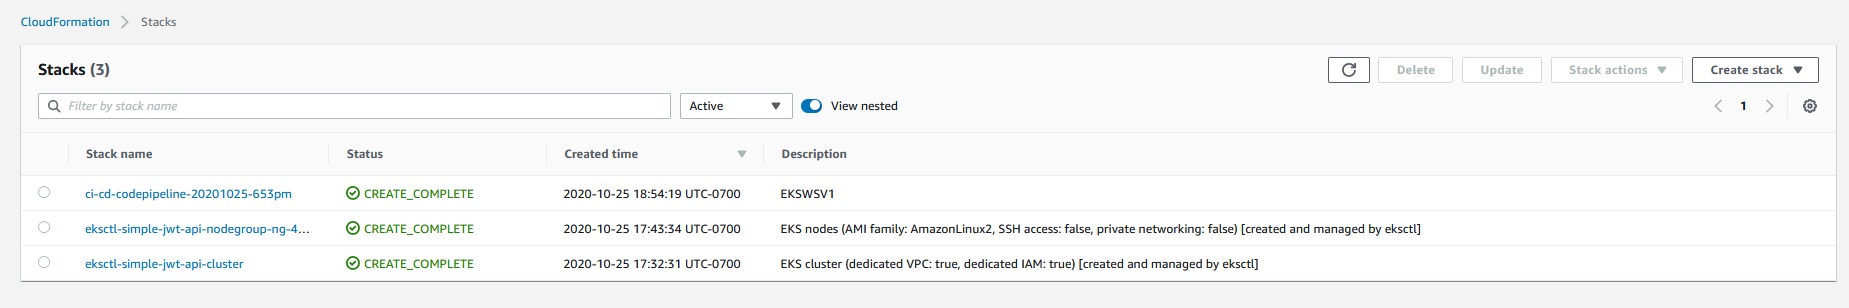 CloudFormation > Stacks
Stacks (3)
Delete Update Stack actions Create stack
Filter by stack name Active View nested 1
Stack name Status Created time Description
ci-cd-codepipeline-20201025-653pm CREATE_COMPLETE 2020-10-25 18:54:19 UTC-0700 EKSWSV1
eksctl-simple-jwt-api-nodegroup-ng-4... CREATE_COMPLETE 2020-10-25 17:43:34 UTC-0700 EKS nodes (AMI family: AmazonLinux2, SSH access: false, private networking: false) [created and managed by eksctl]
eksctl-simple-jwt-api-cluster CREATE_COMPLETE 2020-10-25 17:32:31 UTC-0700 EKS cluster (dedicated VPC: true, dedicated IAM: true) [created and managed by eksctl]